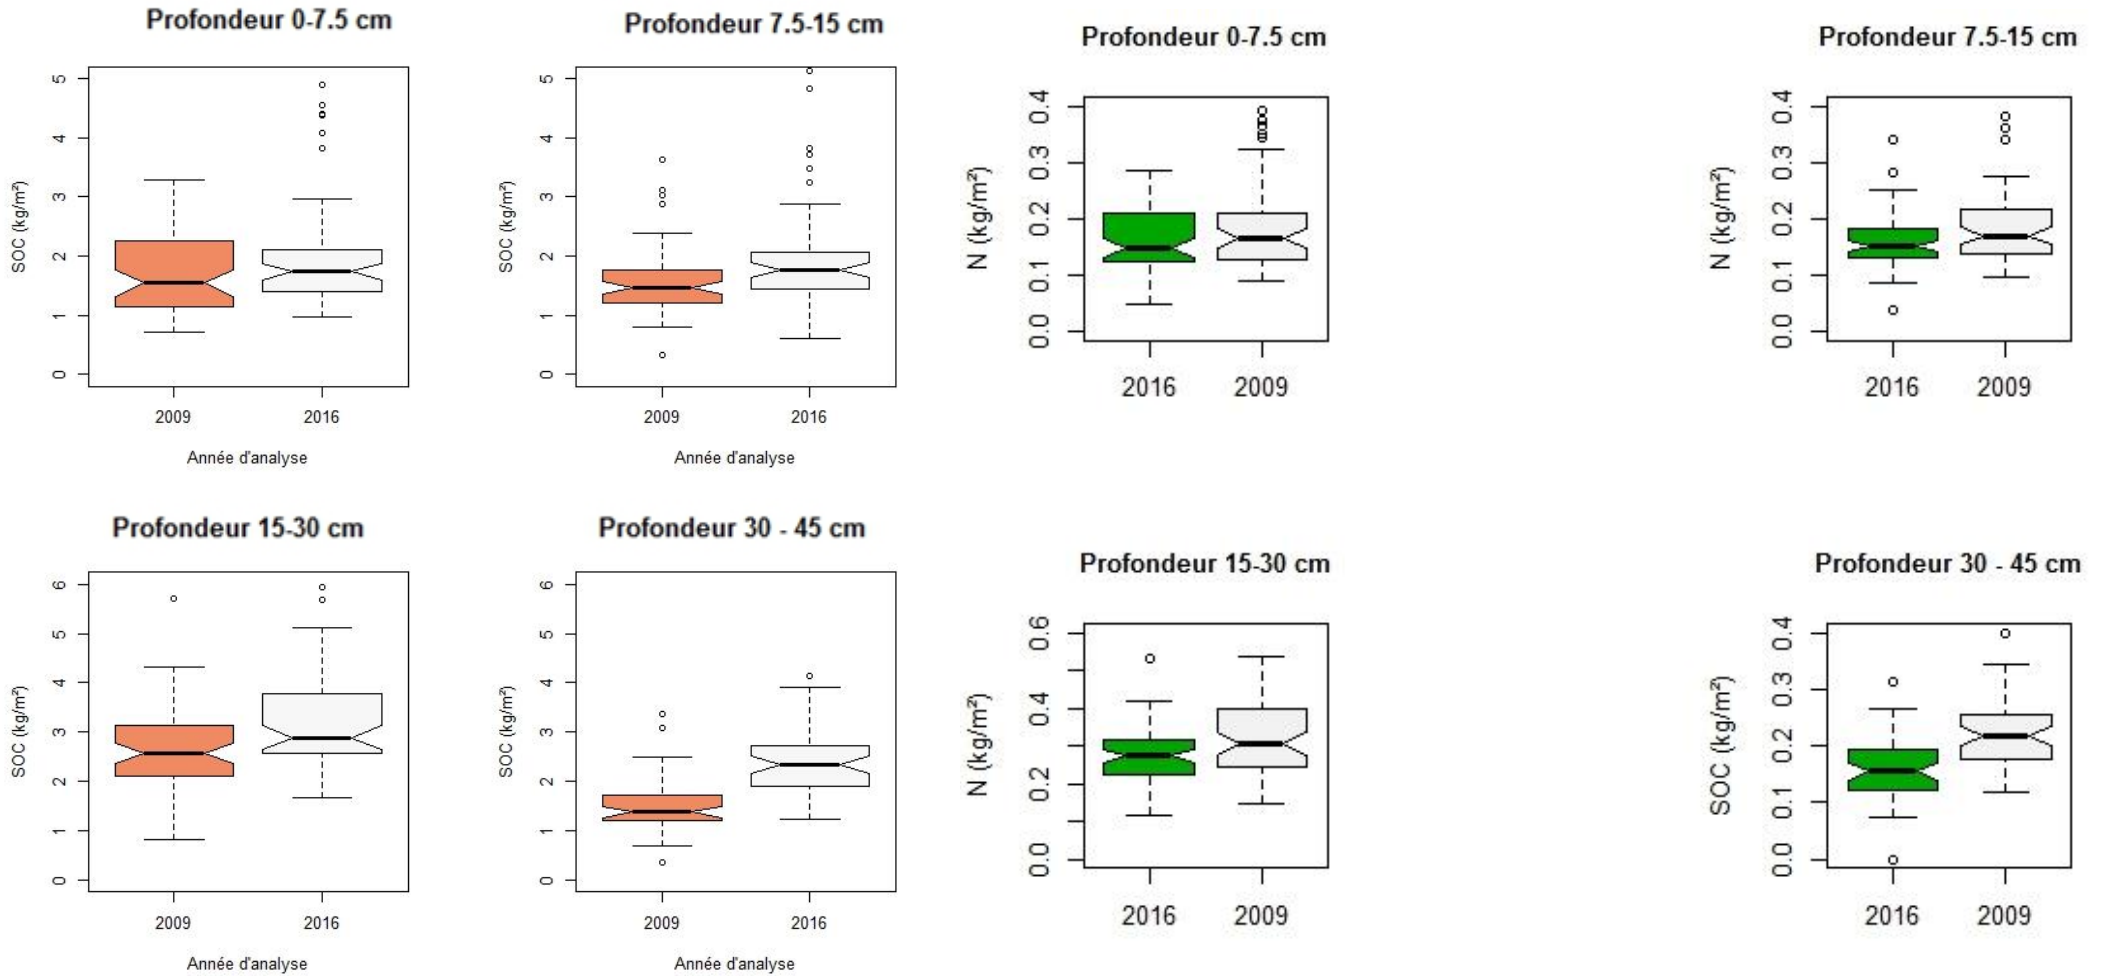 Profondeur 0-7.5 cm
SOC (kg/m²)
5
4
3
2
1
0
2009 2016
Année d'analyse
Profondeur 7.5-15 cm
SOC (kg/m²)
5
4
3
2
1
0
2009 2016
Année d'analyse
Profondeur 0-7.5 cm
N (kg/m²)
0.4
0.3
0.2
0.1
0.0
2016 2009
Profondeur 7.5-15 cm
N (kg/m²)
0.4
0.3
0.2
0.1
0.0
2016 2009
Profondeur 15-30 cm
SOC (kg/m²)
6
5
4
3
2
1
0
2009 2016
Année d'analyse
Profondeur 30 - 45 cm
SOC (kg/m²)
6
5
4
3
2
1
0
2009 2016
Année d'analyse
Profondeur 15-30 cm
N (kg/m²)
0.6
0.4
0.2
0.0
2016 2009
Profondeur 30 - 45 cm
SOC (kg/m²)
0.4
0.3
0.2
0.1
0.0
2016 2009